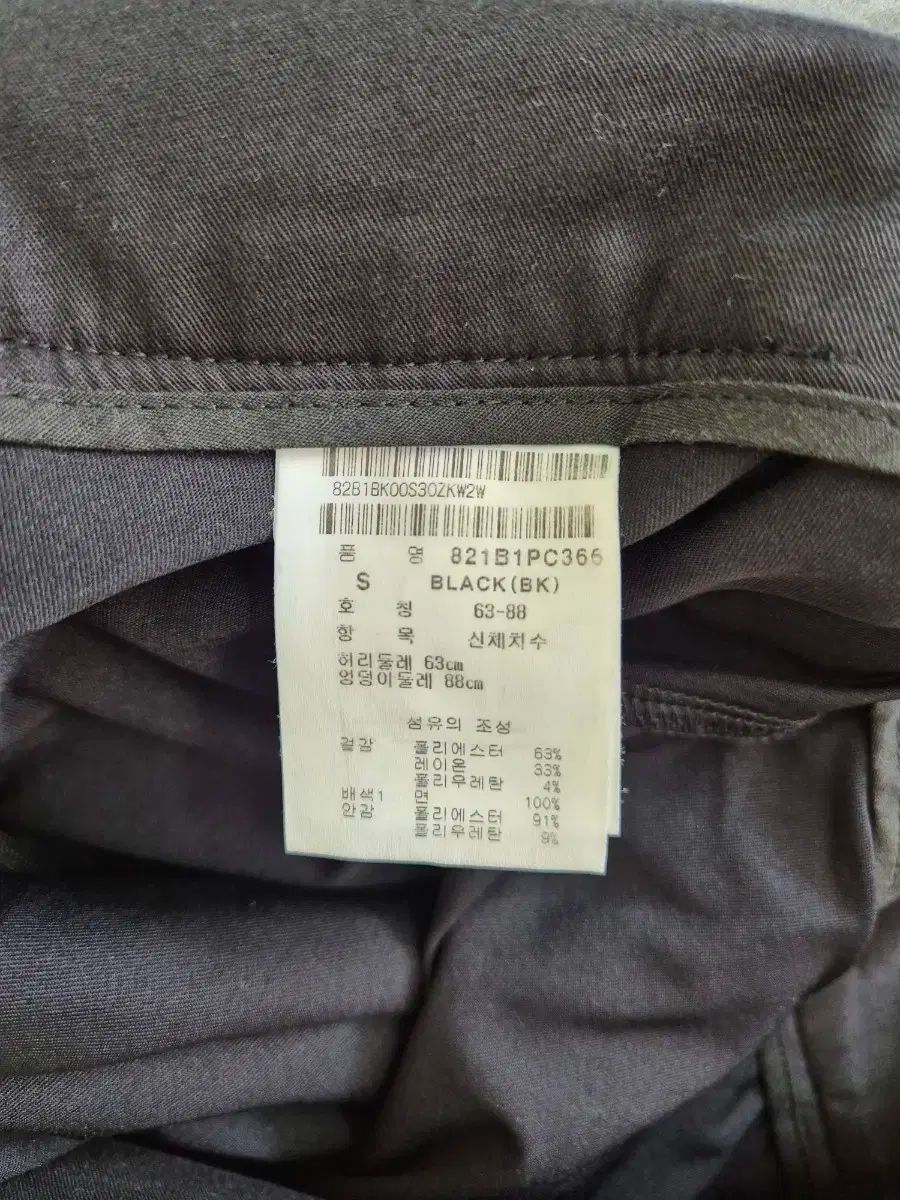 82B1BK00S30ZKW2W
품 명 821B1PC366
S BLACK(BK)
호 칭 63-88
항 목 신체치수
허리둘레 63cm
엉덩이둘레 88cm
섬유의 조성
겉감 폴리에스터 63%
레이온 33%
폴리우레탄 4%
배색1 면 100%
안감 폴리에스터 91%
폴리우레탄 9%